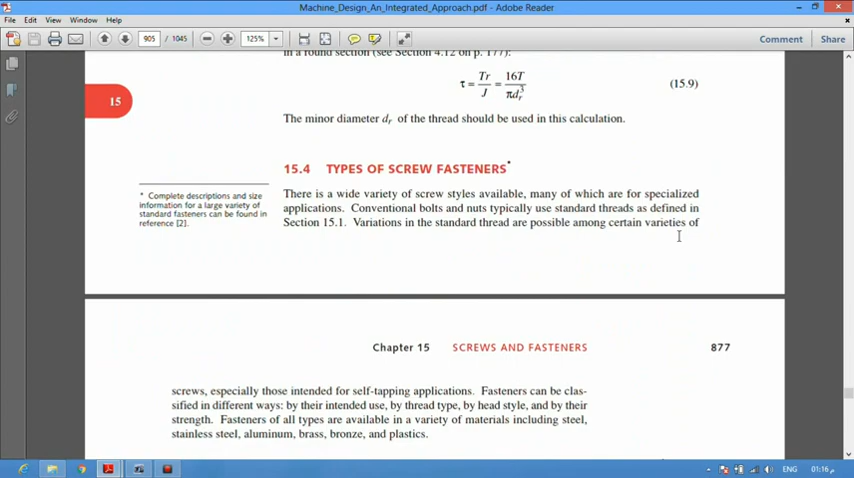 Machine_Design_An_Integrated_Approach.pdf - Adobe Reader
File Edit View Window Help
905 / 1045 125% Comment Share
in a round section (see Section 4.12 on p. 177):
τ = Tr/J = 16T/πd_r^3 (15.9)
15
The minor diameter d_r of the thread should be used in this calculation.
15.4 TYPES OF SCREW FASTENERS*
* Complete descriptions and size
information for a large variety of
standard fasteners can be found in
reference [2].
There is a wide variety of screw styles available, many of which are for specialized
applications. Conventional bolts and nuts typically use standard threads as defined in
Section 15.1. Variations in the standard thread are possible among certain varieties of
Chapter 15 SCREWS AND FASTENERS 877
screws, especially those intended for self-tapping applications. Fasteners can be clas-
sified in different ways: by their intended use, by thread type, by head style, and by their
strength. Fasteners of all types are available in a variety of materials including steel,
stainless steel, aluminum, brass, bronze, and plastics.
ENG 01:16 م